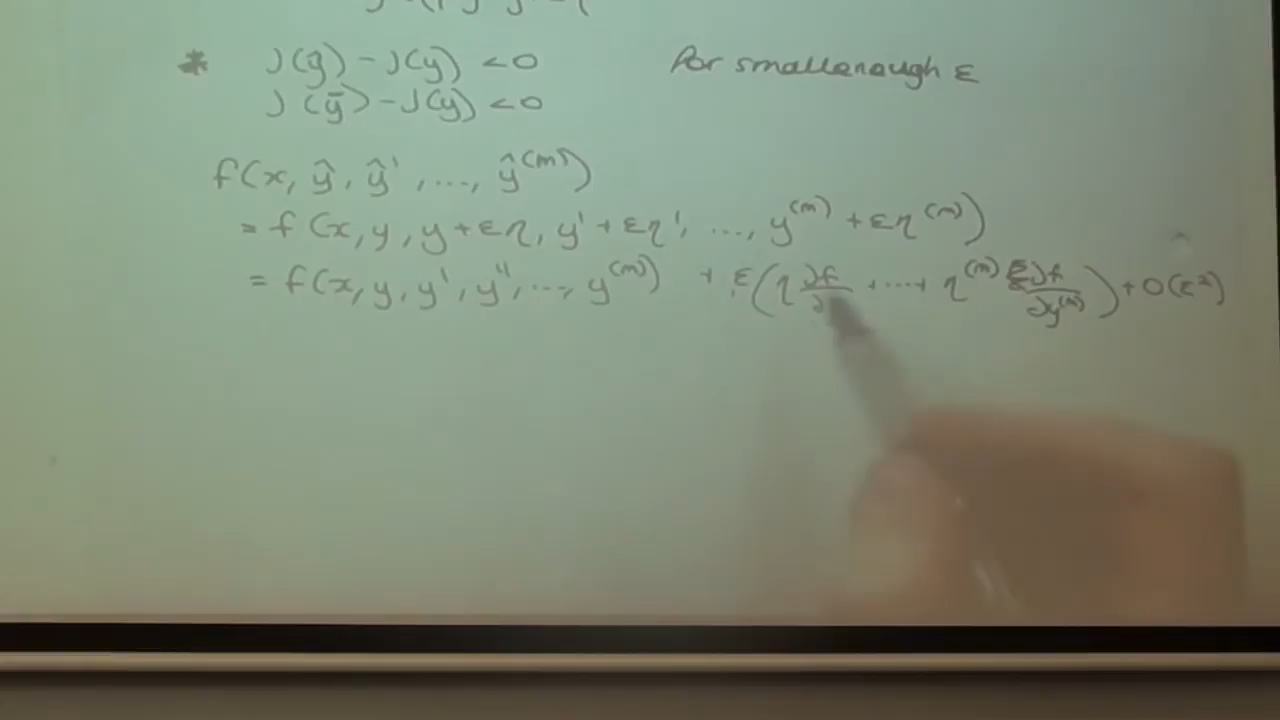 * J(ŷ) - J(y) < 0 for small enough ε
J(ȳ) - J(y) < 0
f(x, ŷ, ŷ', ..., ŷ^(m))
= f(x, y, y + εη, y' + εη', ..., y^(m) + εη^(m))
= f(x, y, y', y'', ..., y^(m)) + ε(η ∂f/∂ + ... + η^(m) ∂f/∂y^(m)) + O(ε²)